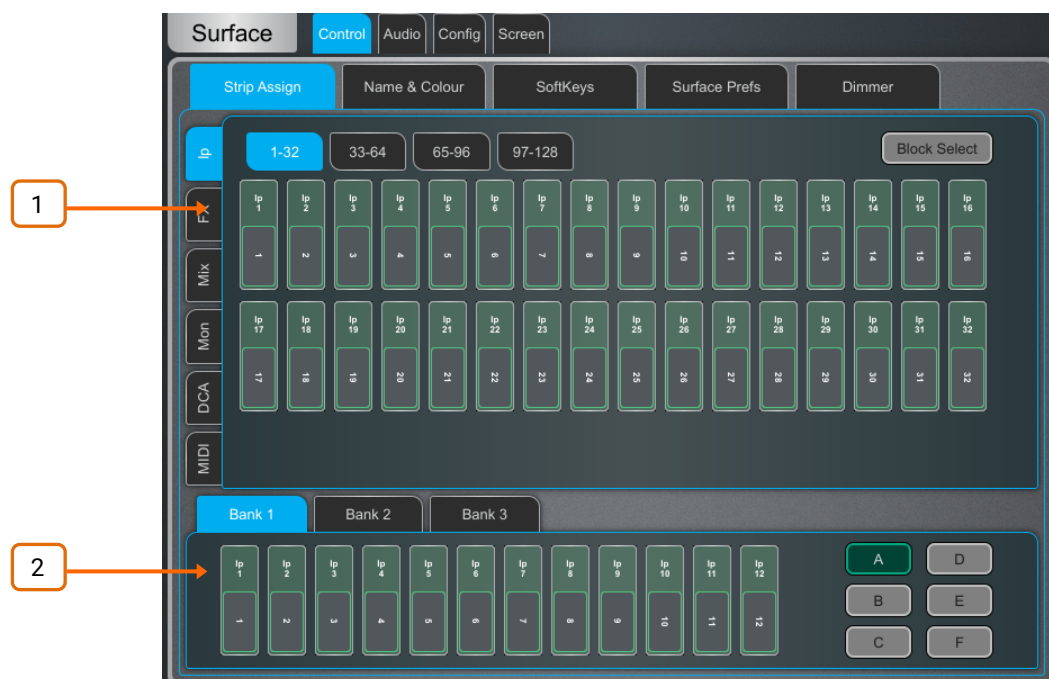 Surface Control Audio Config Screen
Strip Assign Name & Colour SoftKeys Surface Prefs Dimmer
Ip 1-32 33-64 65-96 97-128 Block Select
1
FX
Mix
Mon
DCA
MIDI
Ip Ip Ip Ip Ip Ip Ip Ip Ip Ip Ip Ip Ip Ip Ip Ip
1 2 3 4 5 6 7 8 9 10 11 12 13 14 15 16
1 2 3 4 5 6 7 8 9 10 11 12 13 14 15 16
Ip Ip Ip Ip Ip Ip Ip Ip Ip Ip Ip Ip Ip Ip Ip Ip
17 18 19 20 21 22 23 24 25 26 27 28 29 30 31 32
17 18 19 20 21 22 23 24 25 26 27 28 29 30 31 32
Bank 1 Bank 2 Bank 3
2
Ip Ip Ip Ip Ip Ip Ip Ip Ip Ip Ip Ip
1 2 3 4 5 6 7 8 9 10 11 12
1 2 3 4 5 6 7 8 9 10 11 12
A D
B E
C F